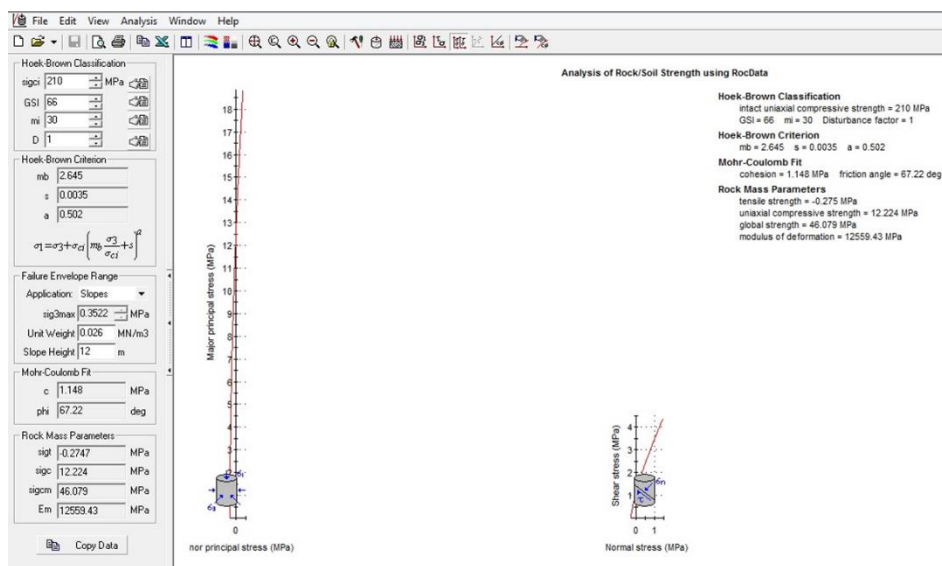 File Edit View Analysis Window Help
Hoek-Brown Classification
sigci 210 MPa
GSI 66
mi 30
D 1
Hoek-Brown Criterion
mb 2.645
s 0.0035
a 0.502
σ1=σ3+σci(mb σ3/σci+s)^a
Failure Envelope Range
Application: Slopes
sig3max 0.3522 MPa
Unit Weight 0.026 MN/m3
Slope Height 12 m
Mohr-Coulomb Fit
c 1.148 MPa
phi 67.22 deg
Rock Mass Parameters
sigt -0.2747 MPa
sigc 12.224 MPa
sigcm 46.079 MPa
Em 12559.43 MPa
Copy Data
Major principal stress (MPa)
18
17
16
15
14
13
12
11
10
9
8
7
6
5
4
3
2
σ1
σ3
0
nor principal stress (MPa)
Shear stress (MPa)
4
3
2
1
σn
τ
0 1
Normal stress (MPa)
Analysis of Rock/Soil Strength using RocData
Hoek-Brown Classification
intact uniaxial compressive strength = 210 MPa
GSI = 66 mi = 30 Disturbance factor = 1
Hoek-Brown Criterion
mb = 2.645 s = 0.0035 a = 0.502
Mohr-Coulomb Fit
cohesion = 1.148 MPa friction angle = 67.22 deg
Rock Mass Parameters
tensile strength = -0.275 MPa
uniaxial compressive strength = 12.224 MPa
global strength = 46.079 MPa
modulus of deformation = 12559.43 MPa